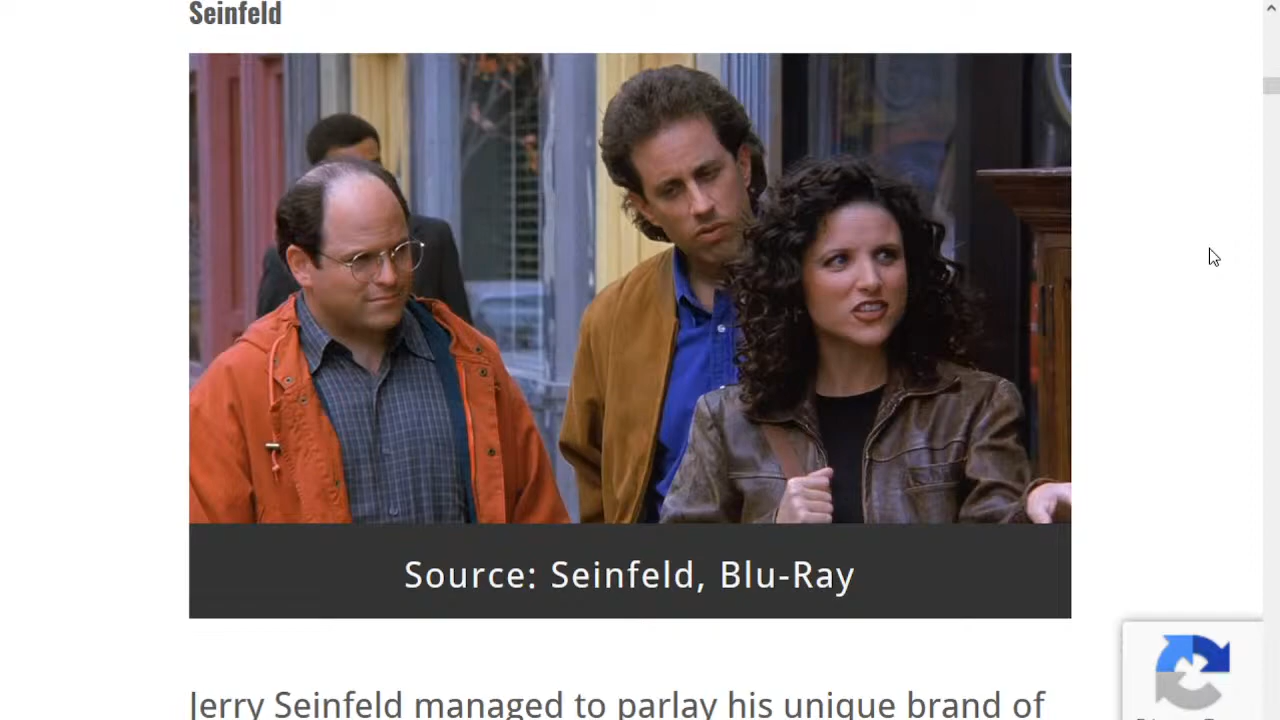 Seinfeld
Source: Seinfeld, Blu-Ray
Jerry Seinfeld managed to parlay his unique brand of